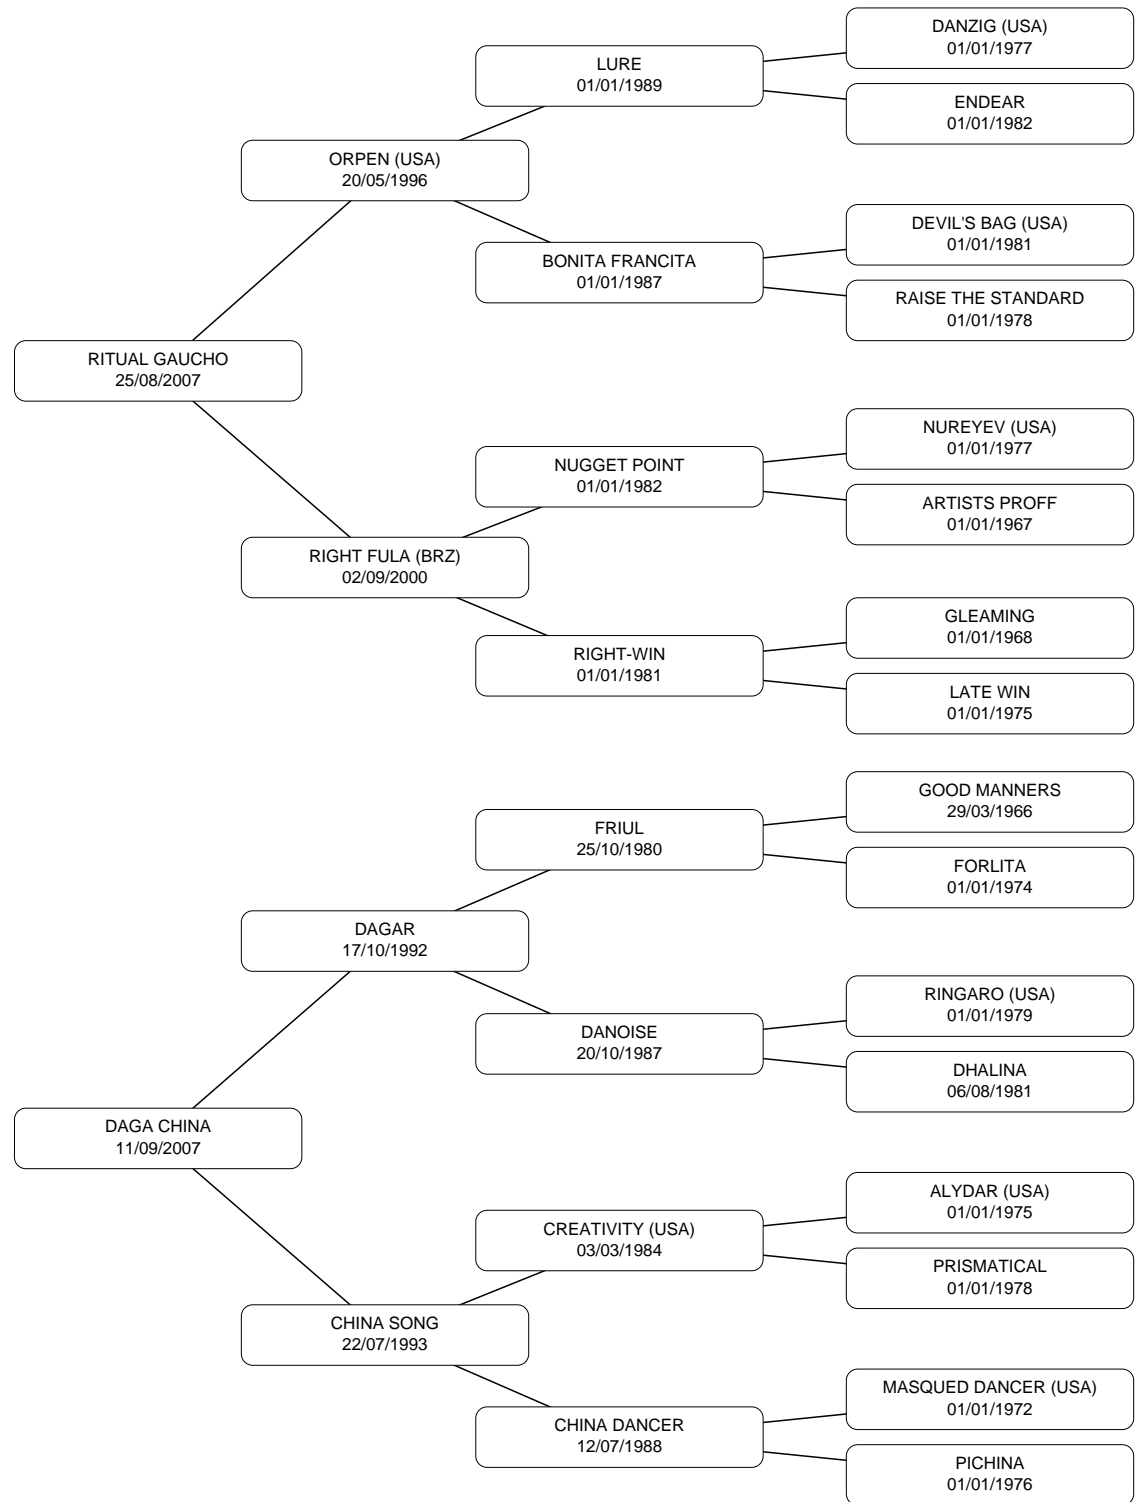 DANZIG (USA)
01/01/1977
LURE
01/01/1989
ENDEAR
01/01/1982
ORPEN (USA)
20/05/1996
DEVIL'S BAG (USA)
01/01/1981
BONITA FRANCITA
01/01/1987
RAISE THE STANDARD
01/01/1978
RITUAL GAUCHO
25/08/2007
NUREYEV (USA)
01/01/1977
NUGGET POINT
01/01/1982
ARTISTS PROFF
01/01/1967
RIGHT FULA (BRZ)
02/09/2000
GLEAMING
01/01/1968
RIGHT-WIN
01/01/1981
LATE WIN
01/01/1975
GOOD MANNERS
29/03/1966
FRIUL
25/10/1980
FORLITA
01/01/1974
DAGAR
17/10/1992
RINGARO (USA)
01/01/1979
DANOISE
20/10/1987
DHALINA
06/08/1981
DAGA CHINA
11/09/2007
ALYDAR (USA)
01/01/1975
CREATIVITY (USA)
03/03/1984
PRISMATICAL
01/01/1978
CHINA SONG
22/07/1993
MASQUED DANCER (USA)
01/01/1972
CHINA DANCER
12/07/1988
PICHINA
01/01/1976